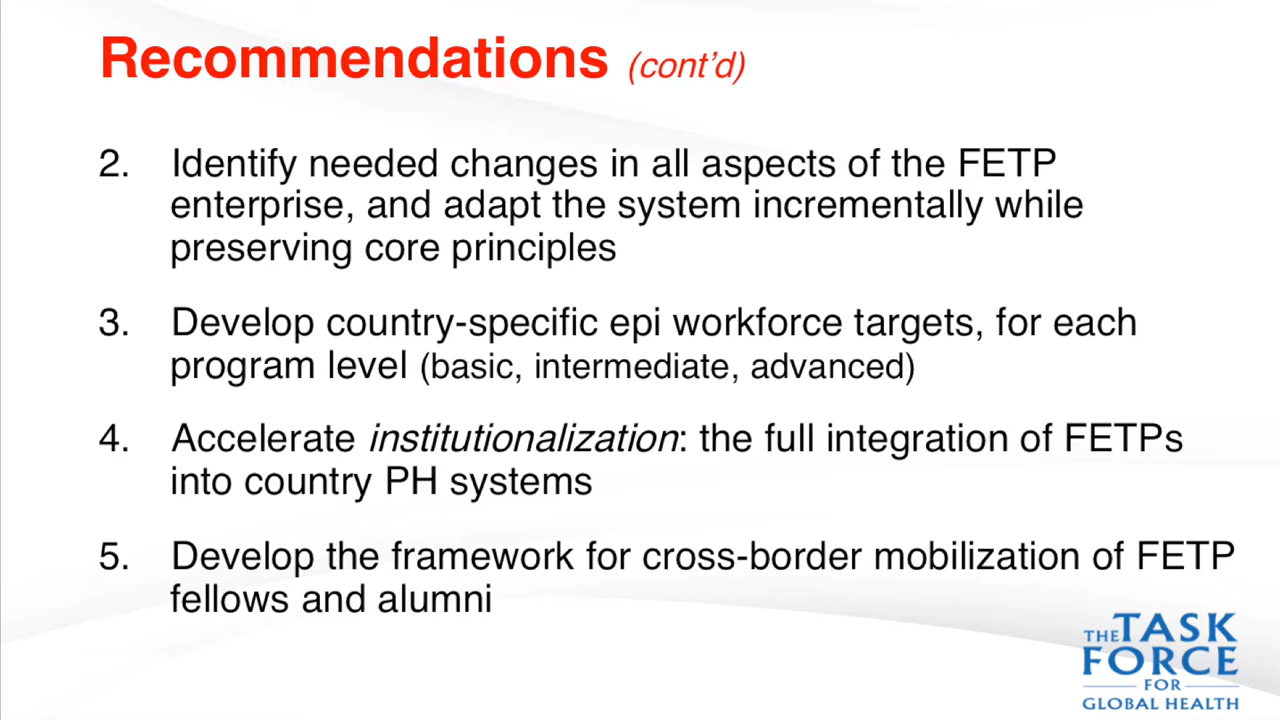 Recommendations (cont’d)
2. Identify needed changes in all aspects of the FETP
enterprise, and adapt the system incrementally while
preserving core principles
3. Develop country-specific epi workforce targets, for each
program level (basic, intermediate, advanced)
4. Accelerate institutionalization: the full integration of FETPs
into country PH systems
5. Develop the framework for cross-border mobilization of FETP
fellows and alumni
THE TASK
FORCE
FOR
GLOBAL HEALTH